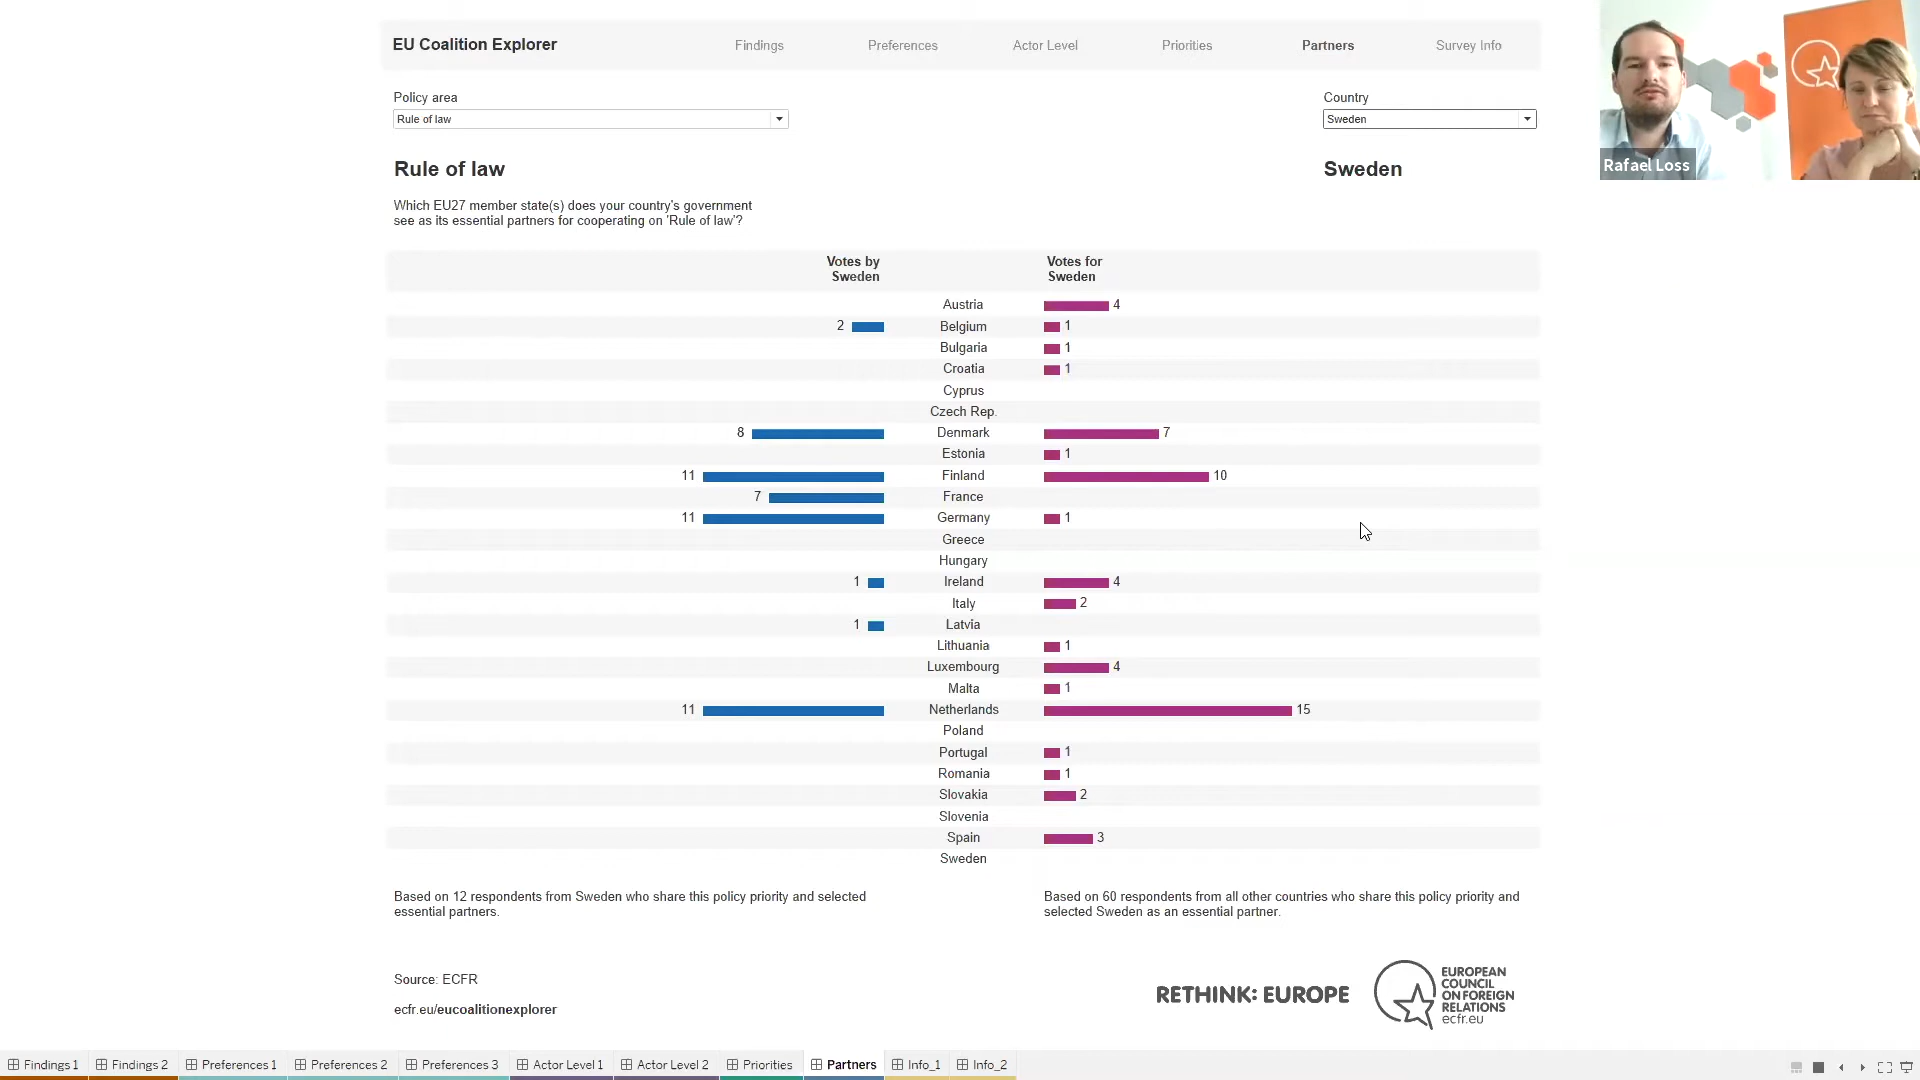 EU Coalition Explorer
Findings
Preferences
Actor Level
Priorities
Partners
Survey Info
Policy area
Rule of law
Country
Sweden
Rafael Loss
Rule of law
Sweden
Which EU27 member state(s) does your country's government
see as its essential partners for cooperating on 'Rule of law'?
Votes by
Sweden
Votes for
Sweden
Austria 4
2 Belgium 1
Bulgaria 1
Croatia 1
Cyprus
Czech Rep.
8 Denmark 7
Estonia 1
11 Finland 10
7 France
11 Germany 1
Greece
Hungary
1 Ireland 4
Italy 2
1 Latvia
Lithuania 1
Luxembourg 4
Malta 1
11 Netherlands 15
Poland
Portugal 1
Romania 1
Slovakia 2
Slovenia
Spain 3
Sweden
Based on 12 respondents from Sweden who share this policy priority and selected
essential partners.
Based on 60 respondents from all other countries who share this policy priority and
selected Sweden as an essential partner.
Source: ECFR
ecfr.eu/eucoalitionexplorer
RETHINK: EUROPE
EUROPEAN
COUNCIL
ON FOREIGN
RELATIONS
ecfr.eu
Findings 1
Findings 2
Preferences 1
Preferences 2
Preferences 3
Actor Level 1
Actor Level 2
Priorities
Partners
Info_1
Info_2